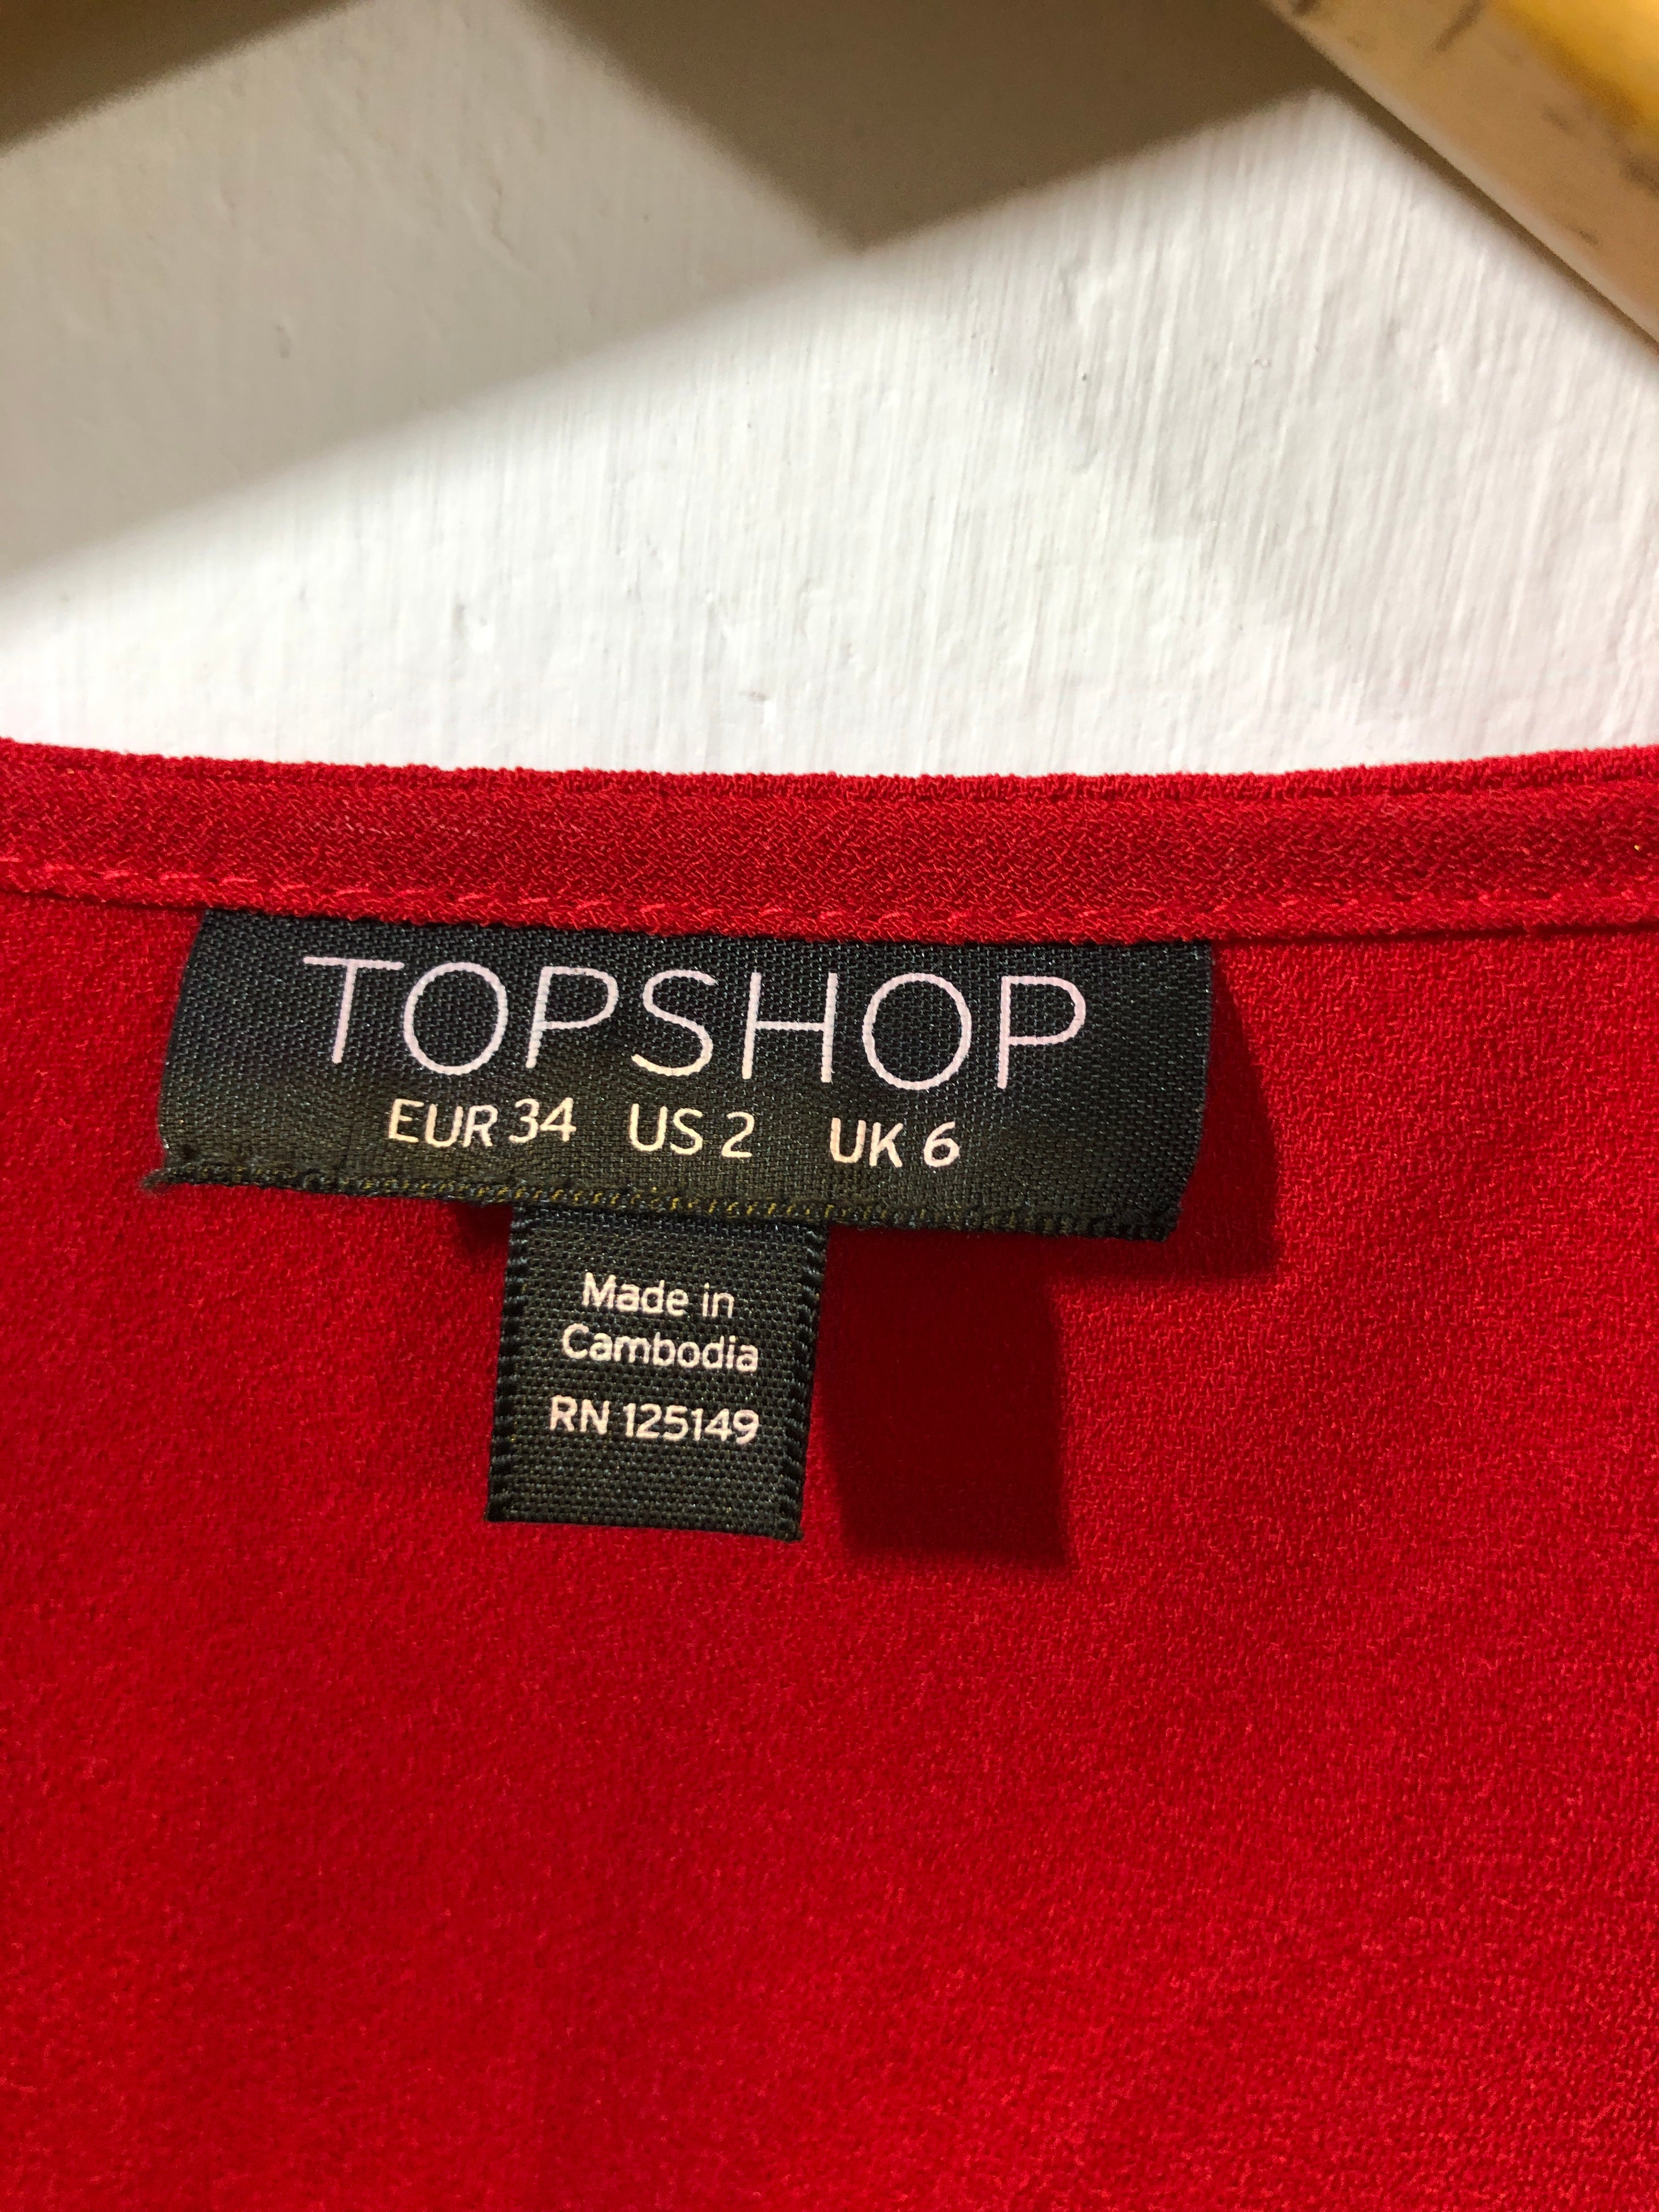 TOPSHOP
EUR 34 US 2 UK 6
Made in
Cambodia
RN 125149